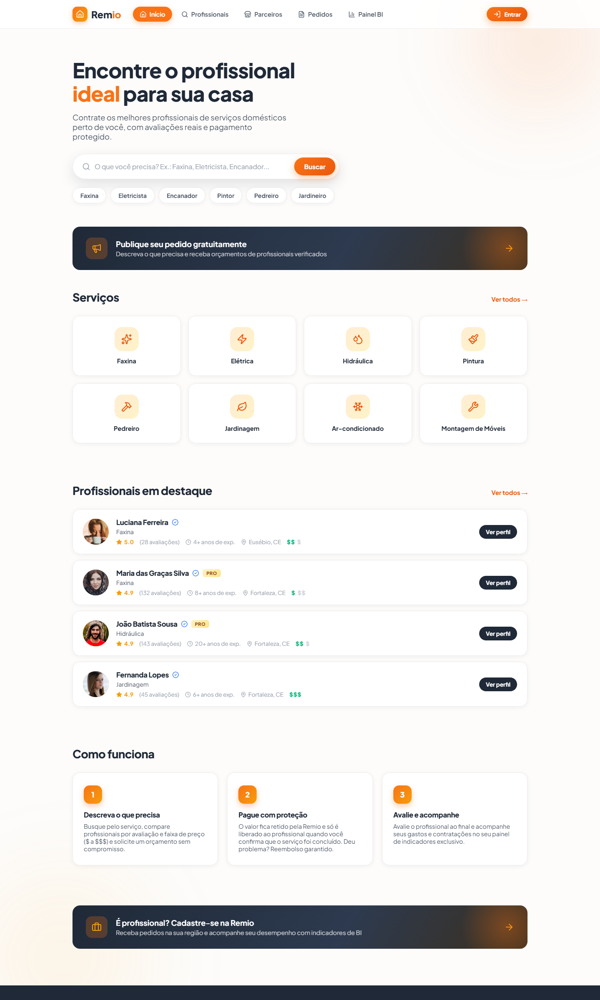 Remio
Início
Profissionais
Parceiros
Pedidos
Painel BI
Entrar
Encontre o profissional
ideal para sua casa
Contrate os melhores profissionais de serviços domésticos
perto de você, com avaliações reais e pagamento
protegido.
O que você precisa? Ex.: Faxina, Eletricista, Encanador...
Buscar
Faxina
Eletricista
Encanador
Pintor
Pedreiro
Jardineiro
Publique seu pedido gratuitamente
Descreva o que precisa e receba orçamentos de profissionais verificados
Serviços
Ver todos →
Faxina
Elétrica
Hidráulica
Pintura
Pedreiro
Jardinagem
Ar-condicionado
Montagem de Móveis
Profissionais em destaque
Ver todos →
Luciana Ferreira
Faxina
5.0 (28 avaliações) 4+ anos de exp. Eusébio, CE $$ $
Ver perfil
Maria das Graças Silva PRO
Faxina
4.9 (132 avaliações) 8+ anos de exp. Fortaleza, CE $ $$
Ver perfil
João Batista Sousa PRO
Hidráulica
4.9 (143 avaliações) 20+ anos de exp. Fortaleza, CE $$ $
Ver perfil
Fernanda Lopes
Jardinagem
4.9 (45 avaliações) 6+ anos de exp. Fortaleza, CE $$$
Ver perfil
Como funciona
1
Descreva o que precisa
Busque pelo serviço, compare
profissionais por avaliação e faixa de preço
($ a $$$) e solicite um orçamento sem
compromisso.
2
Pague com proteção
O valor fica retido pela Remio e só é
liberado ao profissional quando você
confirma que o serviço foi concluído. Deu
problema? Reembolso garantido.
3
Avalie e acompanhe
Avalie o profissional ao final e acompanhe
seus gastos e contratações no seu painel
de indicadores exclusivo.
É profissional? Cadastre-se na Remio
Receba pedidos na sua região e acompanhe seu desempenho com indicadores de BI